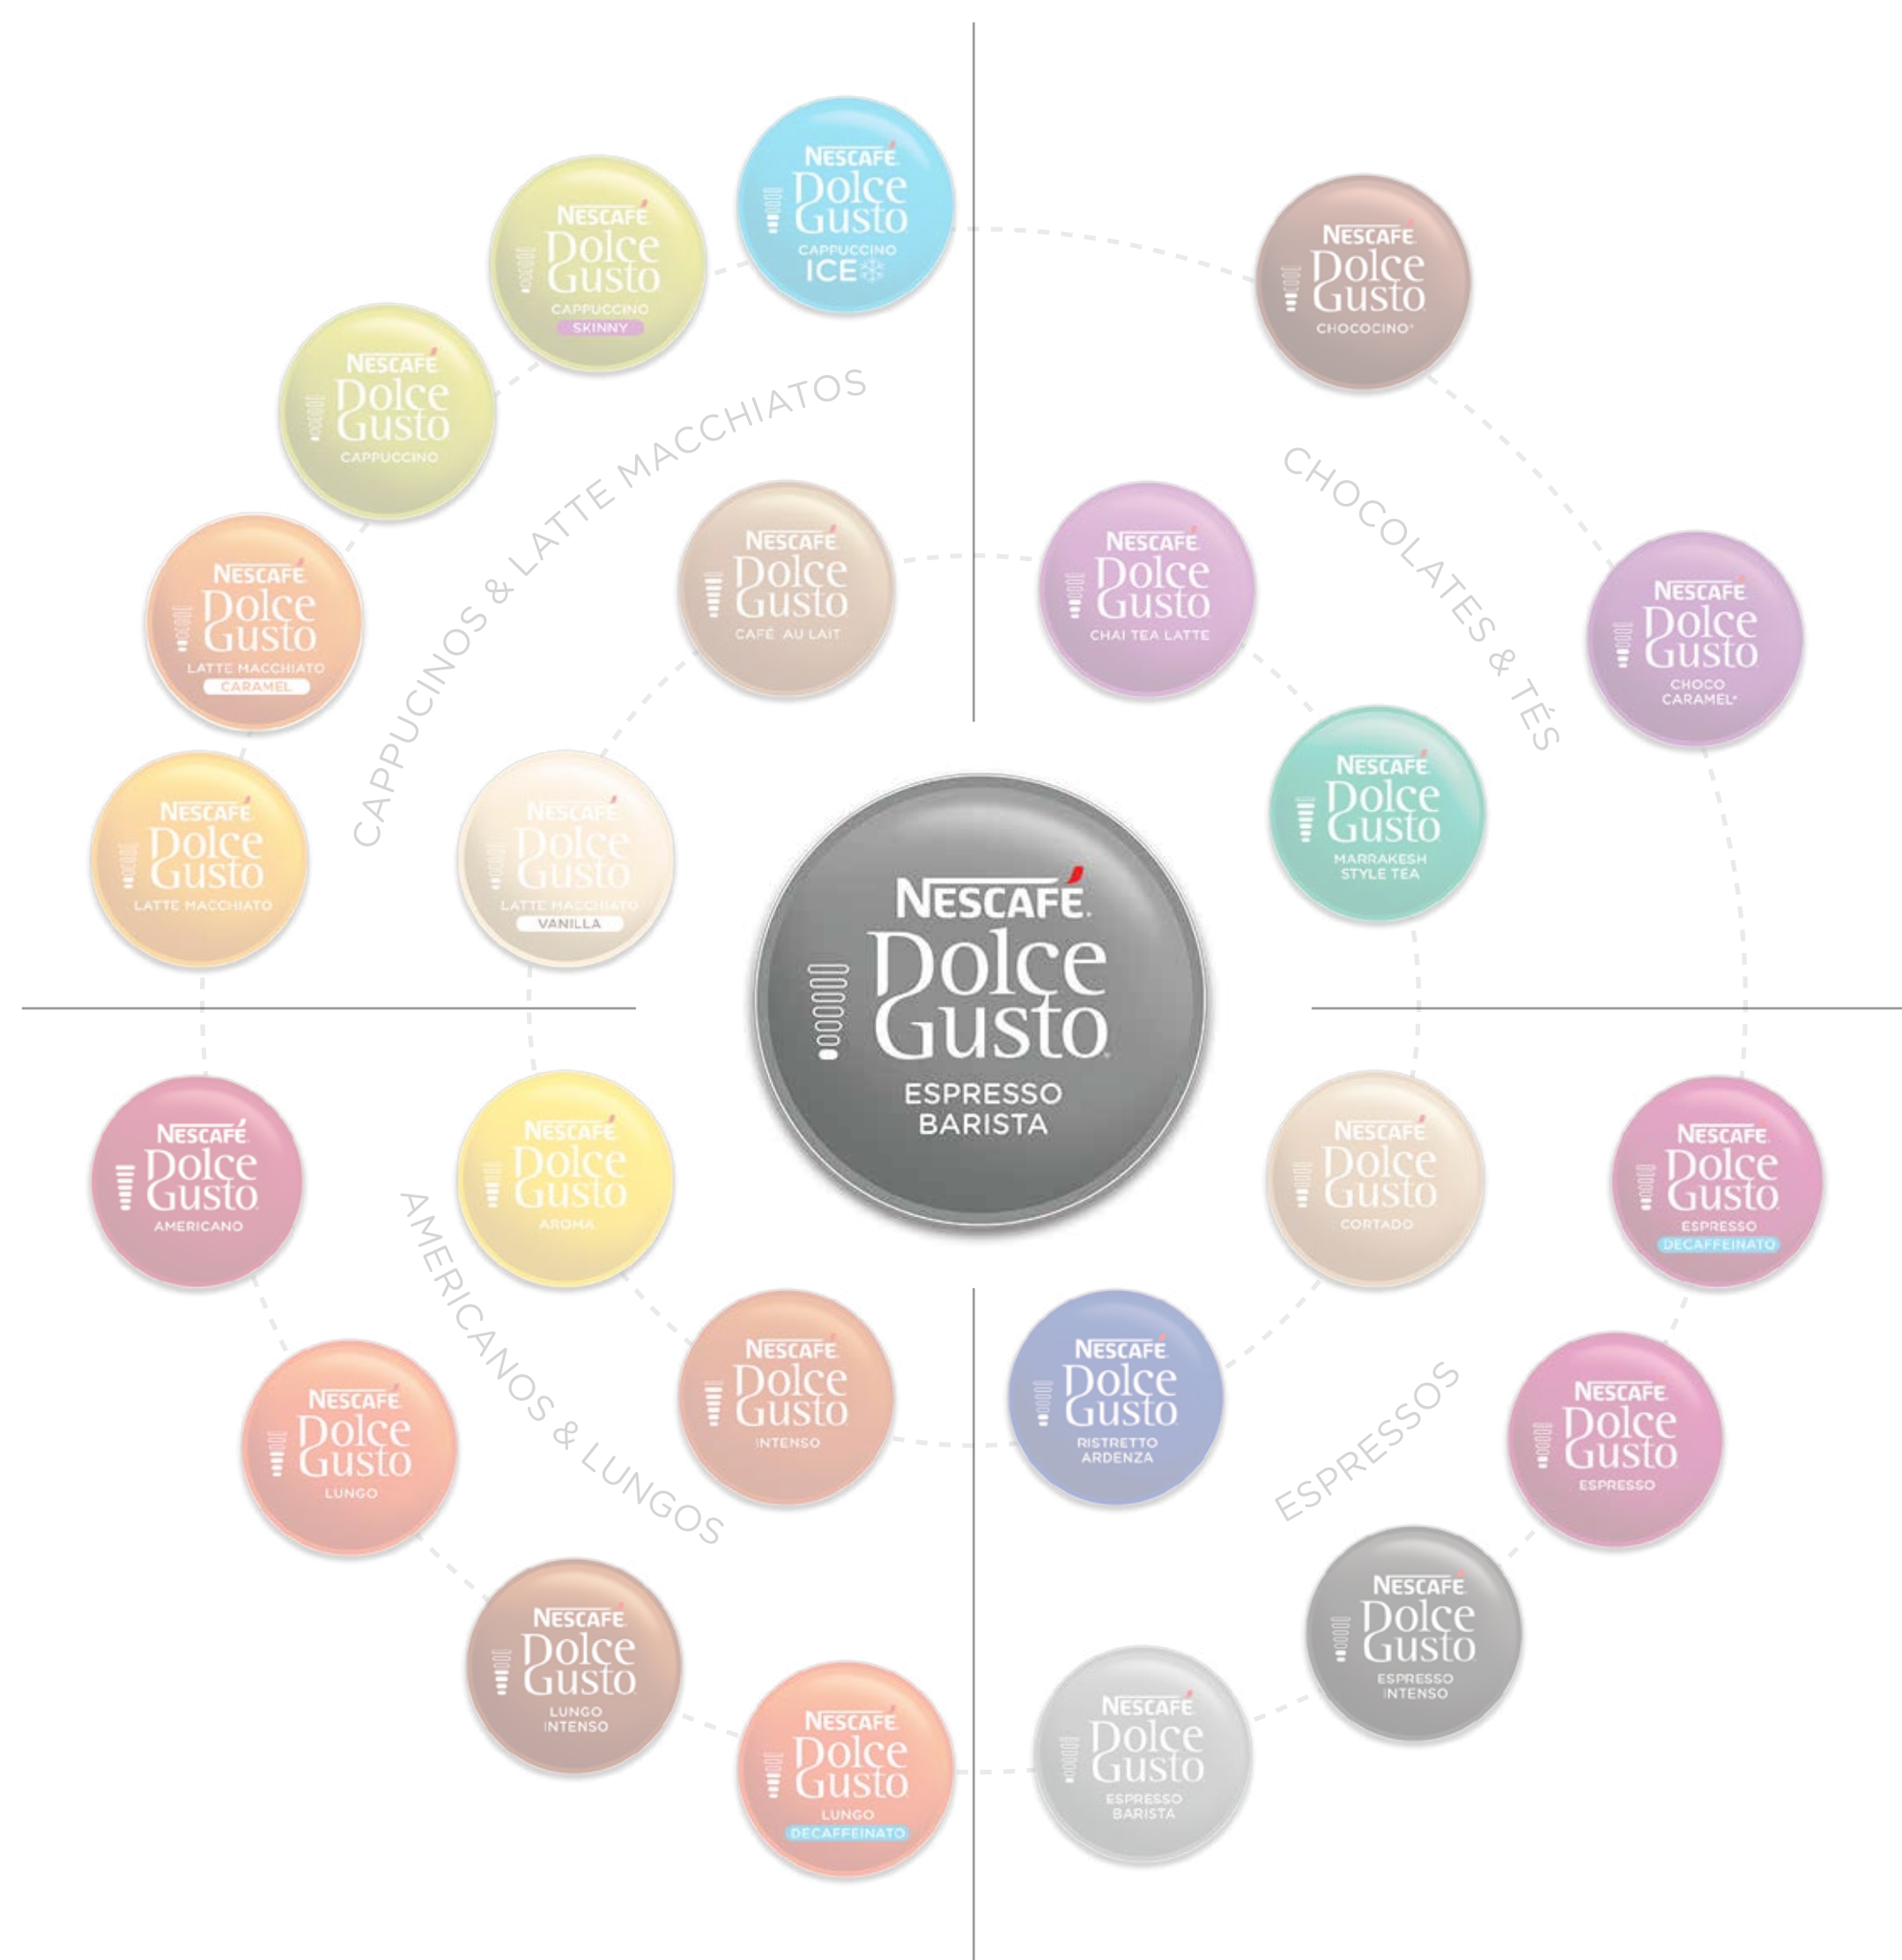 NESCAFÉ
Dolce
Gusto
CAPPUCCINO
ICE
NESCAFÉ
Dolce
Gusto
CAPPUCCINO
SKINNY
NESCAFÉ
Dolce
Gusto
CAPPUCCINO
NESCAFÉ
Dolce
Gusto
LATTE MACCHIATO
CARAMEL
NESCAFÉ
Dolce
Gusto
LATTE MACCHIATO
CAPPUCINOS & LATTE MACCHIATOS
NESCAFÉ
Dolce
Gusto
CAFÉ AU LAIT
NESCAFÉ
Dolce
Gusto
LATTE MACCHIATO
VANILLA
NESCAFÉ
Dolce
Gusto
CHOCOCINO*
CHOCOLATES & TÉS
NESCAFÉ
Dolce
Gusto
CHAI TEA LATTE
NESCAFÉ
Dolce
Gusto
CHOCO
CARAMEL*
NESCAFÉ
Dolce
Gusto
MARRAKESH
STYLE TEA
NESCAFÉ.
Dolce
Gusto
ESPRESSO
BARISTA
NESCAFÉ
Dolce
Gusto
AMERICANO
NESCAFÉ
Dolce
Gusto
AROMA
AMERICANOS & LUNGOS
NESCAFÉ
Dolce
Gusto
LUNGO
NESCAFÉ
Dolce
Gusto
INTENSO
NESCAFÉ
Dolce
Gusto
LUNGO
INTENSO
NESCAFÉ
Dolce
Gusto
LUNGO
DECAFFEINATO
NESCAFÉ
Dolce
Gusto
CORTADO
NESCAFÉ
Dolce
Gusto
ESPRESSO
DECAFFEINATO
NESCAFÉ
Dolce
Gusto
RISTRETTO
ARDENZA
ESPRESSOS
NESCAFÉ
Dolce
Gusto
ESPRESSO
NESCAFÉ
Dolce
Gusto
ESPRESSO
INTENSO
NESCAFÉ
Dolce
Gusto
ESPRESSO
BARISTA